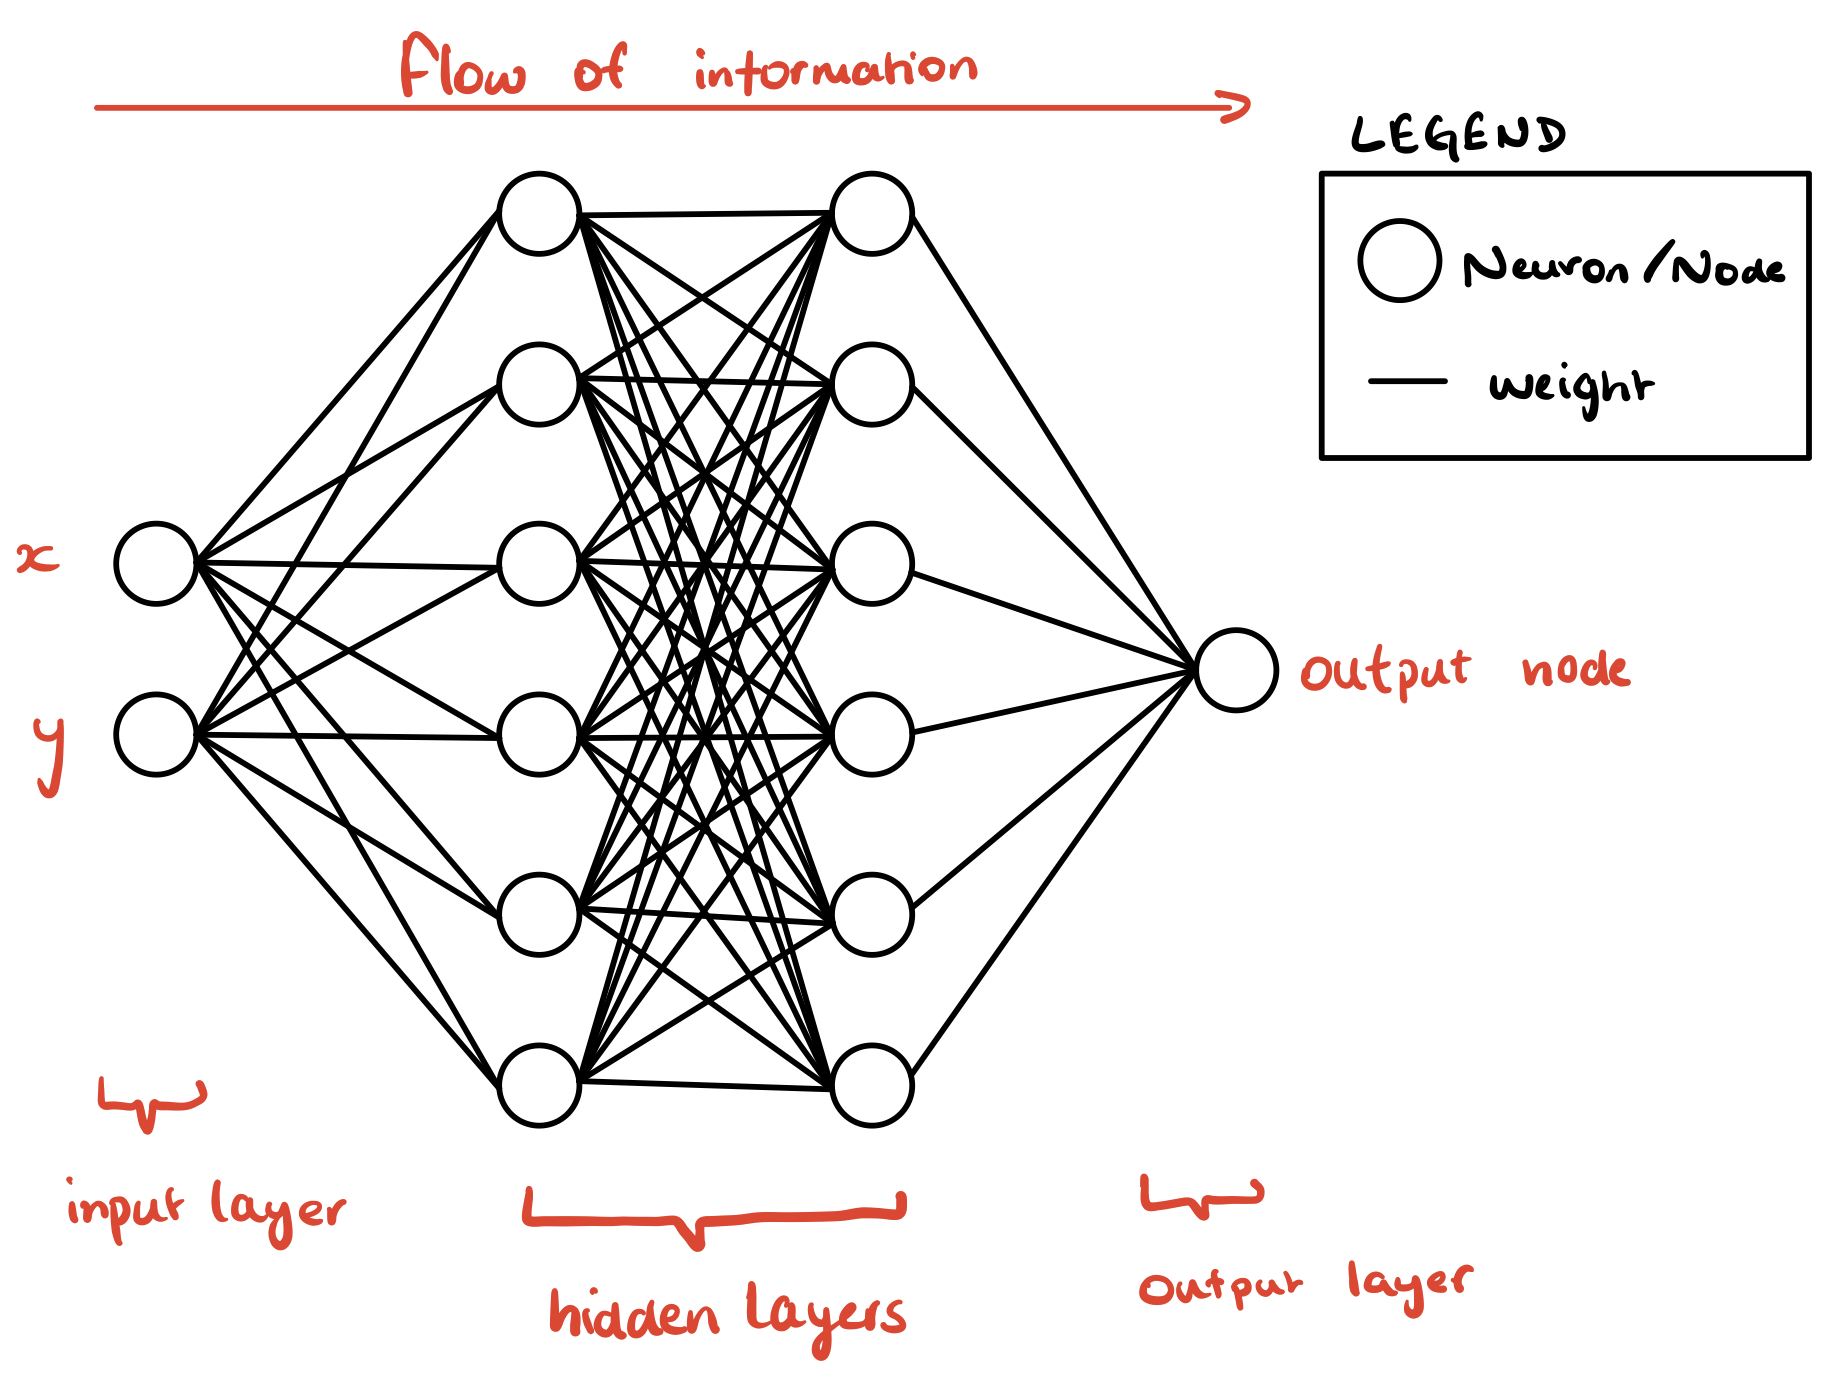 Flow of information
LEGEND
Neuron/Node
weight
x
y
output node
input layer
hidden layers
output layer